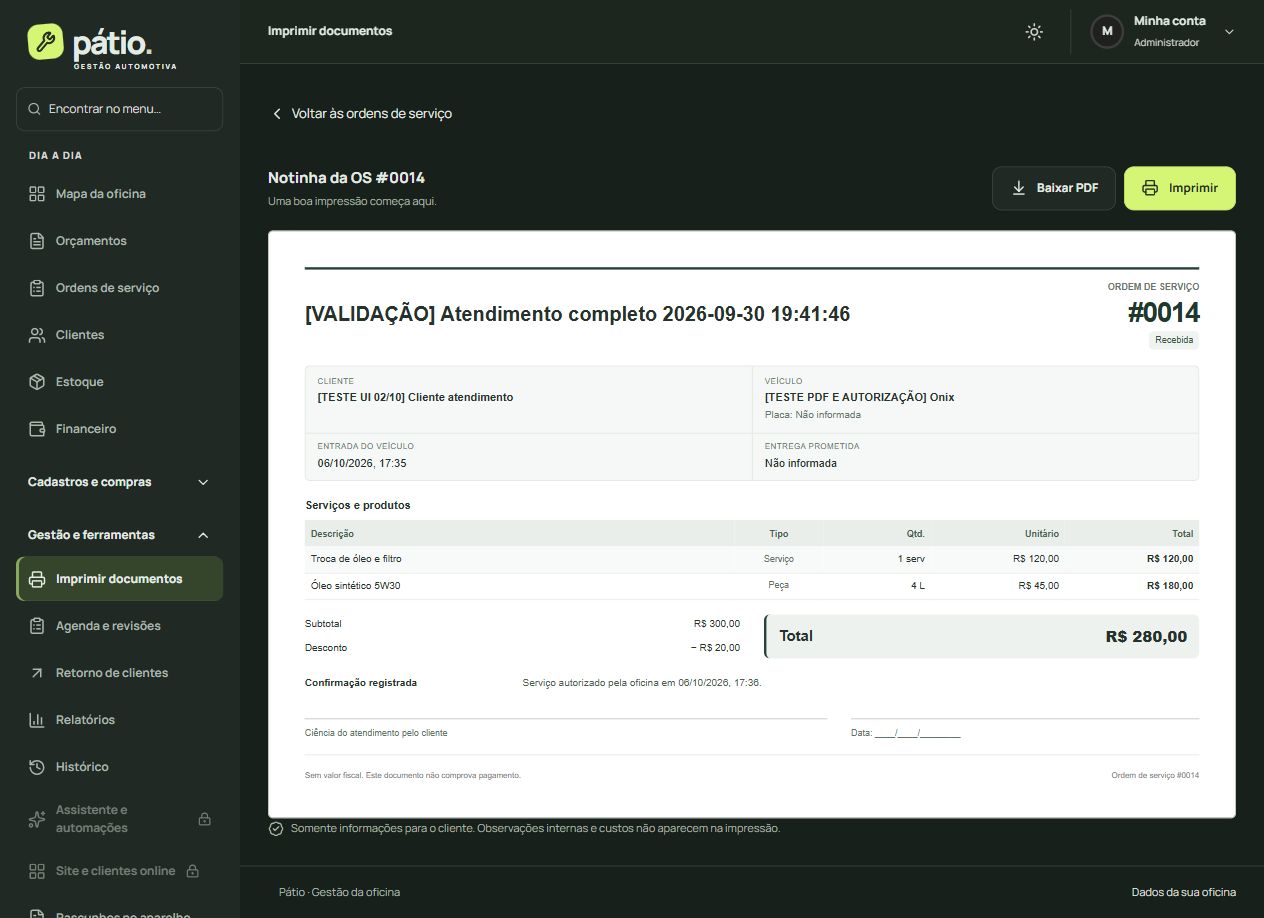 pátio.
GESTÃO AUTOMOTIVA
Encontrar no menu...
DIA A DIA
Mapa da oficina
Orçamentos
Ordens de serviço
Clientes
Estoque
Financeiro
Cadastros e compras
Gestão e ferramentas
Imprimir documentos
Agenda e revisões
Retorno de clientes
Relatórios
Histórico
Assistente e
automações
Site e clientes online
Rascunhos no aparelho
Imprimir documentos
M
Minha conta
Administrador
Voltar às ordens de serviço
Notinha da OS #0014
Uma boa impressão começa aqui.
Baixar PDF
Imprimir
ORDEM DE SERVIÇO
[VALIDAÇÃO] Atendimento completo 2026-09-30 19:41:46
#0014
Recebida
CLIENTE
[TESTE UI 02/10] Cliente atendimento
VEÍCULO
[TESTE PDF E AUTORIZAÇÃO] Onix
Placa: Não informada
ENTRADA DO VEÍCULO
06/10/2026, 17:35
ENTREGA PROMETIDA
Não informada
Serviços e produtos
Descrição Tipo Qtd. Unitário Total
Troca de óleo e filtro Serviço 1 serv R$ 120,00 R$ 120,00
Óleo sintético 5W30 Peça 4 L R$ 45,00 R$ 180,00
Subtotal R$ 300,00
Desconto − R$ 20,00
Total R$ 280,00
Confirmação registrada Serviço autorizado pela oficina em 06/10/2026, 17:36.
Ciência do atendimento pelo cliente
Data: ____/____/________
Sem valor fiscal. Este documento não comprova pagamento.
Ordem de serviço #0014
Somente informações para o cliente. Observações internas e custos não aparecem na impressão.
Pátio · Gestão da oficina
Dados da sua oficina